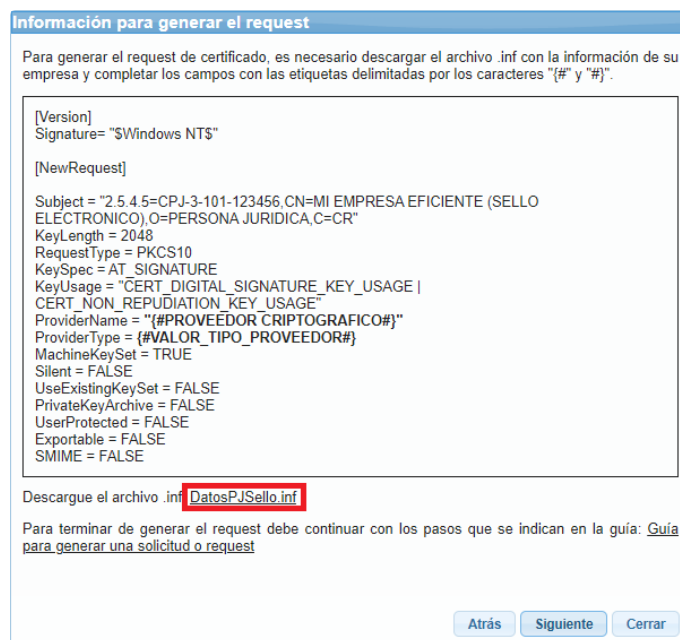 Información para generar el request
Para generar el request de certificado, es necesario descargar el archivo .inf con la información de su
empresa y completar los campos con las etiquetas delimitadas por los caracteres "{#" y "#}".
[Version]
Signature= "$Windows NT$"
[NewRequest]
Subject = "2.5.4.5=CPJ-3-101-123456,CN=MI EMPRESA EFICIENTE (SELLO
ELECTRONICO),O=PERSONA JURIDICA,C=CR"
KeyLength = 2048
RequestType = PKCS10
KeySpec = AT_SIGNATURE
KeyUsage = "CERT_DIGITAL_SIGNATURE_KEY_USAGE |
CERT_NON_REPUDIATION_KEY_USAGE"
ProviderName = "{#PROVEEDOR CRIPTOGRAFICO#}"
ProviderType = {#VALOR_TIPO_PROVEEDOR#}
MachineKeySet = TRUE
Silent = FALSE
UseExistingKeySet = FALSE
PrivateKeyArchive = FALSE
UserProtected = FALSE
Exportable = FALSE
SMIME = FALSE
Descargue el archivo .inf DatosPJSello.inf
Para terminar de generar el request debe continuar con los pasos que se indican en la guía: Guía
para generar una solicitud o request
Atrás Siguiente Cerrar